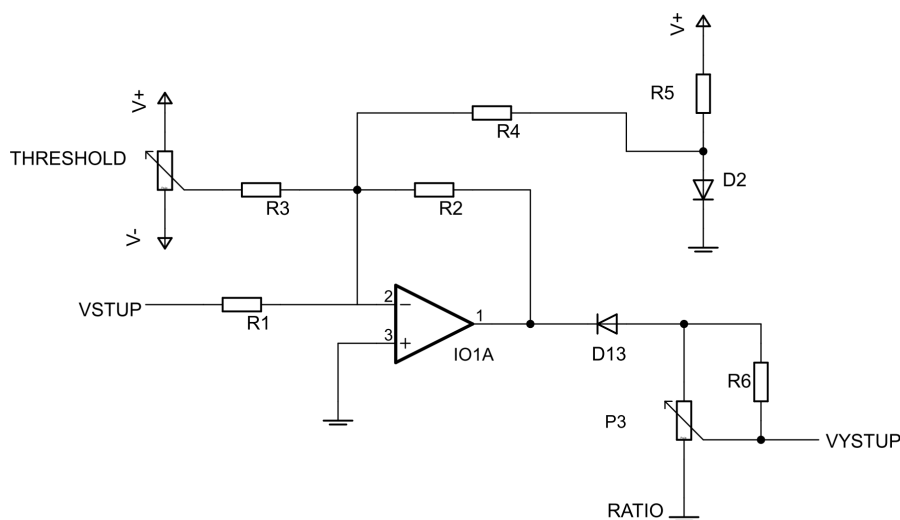 V+
R5
R4
V+
THRESHOLD
D2
R3
R2
V-
VSTUP
R1
2
3
1
−
+
IO1A
D13
R6
P3
VYSTUP
RATIO